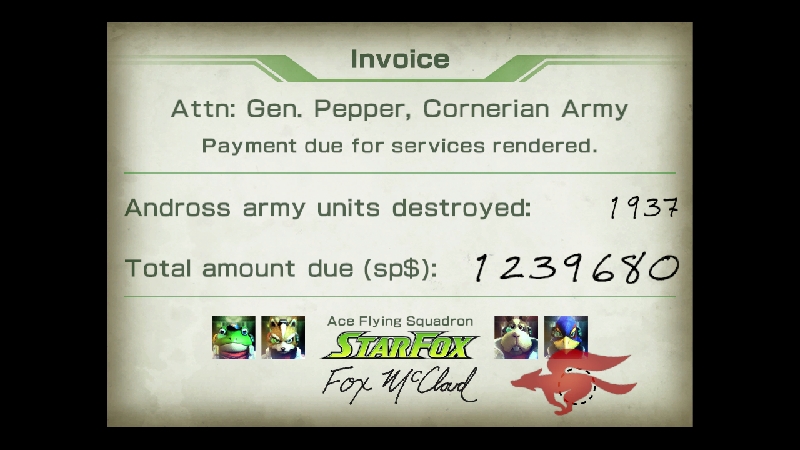 Invoice
Attn: Gen. Pepper, Cornerian Army
Payment due for services rendered.
Andross army units destroyed: 1937
Total amount due (sp$): 1239680
Ace Flying Squadron
STARFOX
Fox McCloud